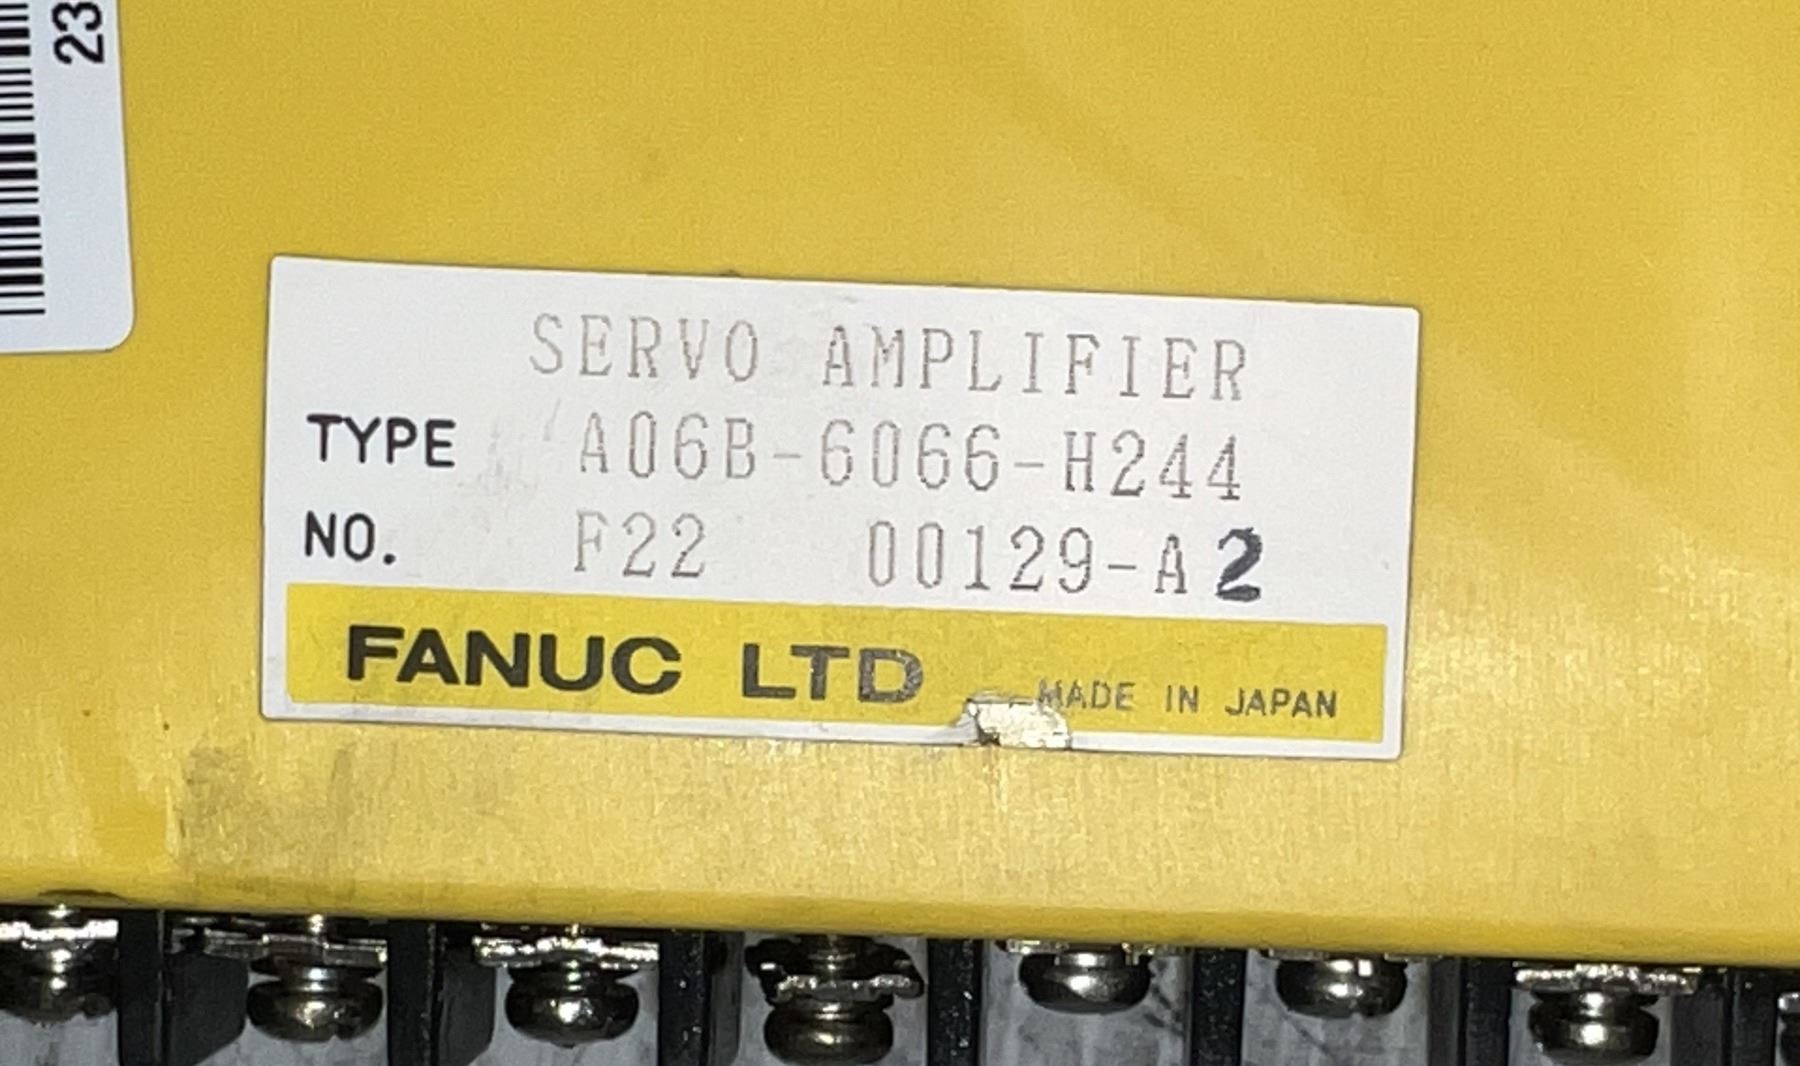 23
SERVO AMPLIFIER
TYPE A06B-6066-H244
NO. F22 00129-A2
FANUC LTD MADE IN JAPAN